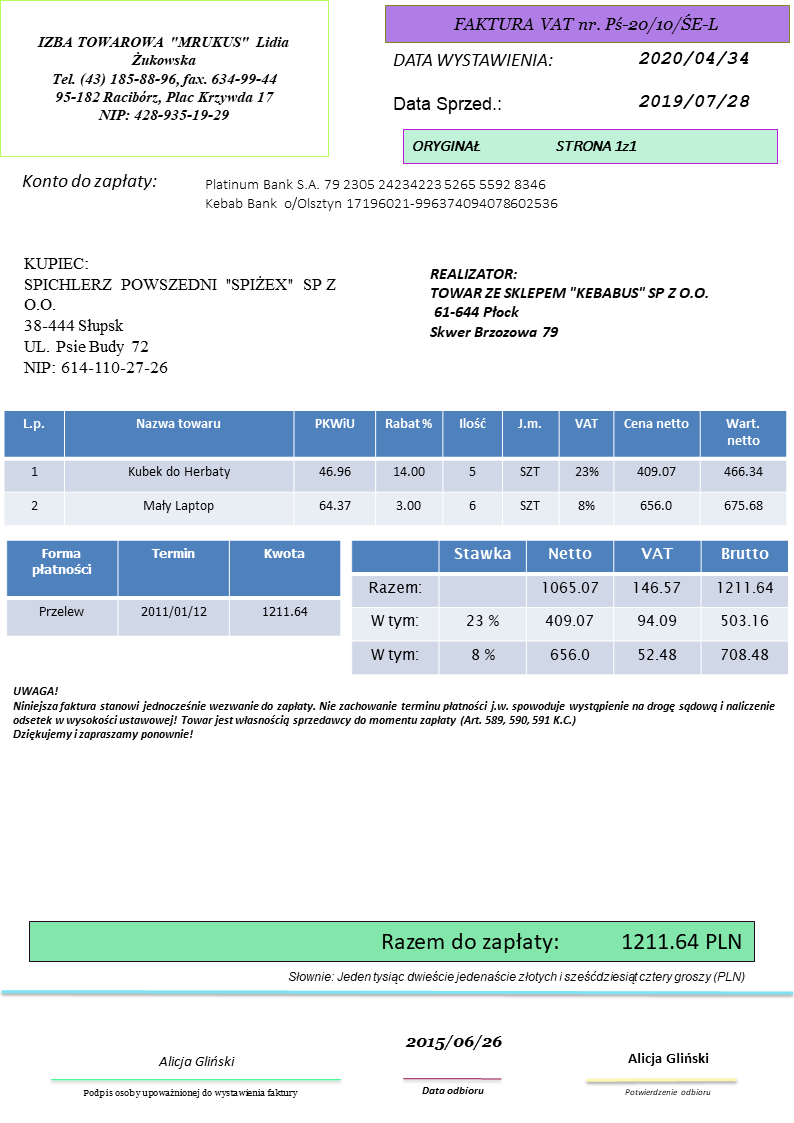 IZBA TOWAROWA "MRUKUS" Lidia
Żukowska
Tel. (43) 185-88-96, fax. 634-99-44
95-182 Racibórz, Plac Krzywda 17
NIP: 428-935-19-29
FAKTURA VAT nr. Pś-20/10/ŚE-L
DATA WYSTAWIENIA: 2020/04/34
Data Sprzed.: 2019/07/28
ORYGINAŁ STRONA 1z1
Konto do zapłaty:
Platinum Bank S.A. 79 2305 24234223 5265 5592 8346
Kebab Bank o/Olsztyn 17196021-996374094078602536
KUPIEC:
SPICHLERZ POWSZEDNI "SPIŻEX" SP Z
O.O.
38-444 Słupsk
UL. Psie Budy 72
NIP: 614-110-27-26
REALIZATOR:
TOWAR ZE SKLEPEM "KEBABUS" SP Z O.O.
61-644 Płock
Skwer Brzozowa 79
L.p. Nazwa towaru PKWiU Rabat % Ilość J.m. VAT Cena netto Wart.
netto
1 Kubek do Herbaty 46.96 14.00 5 SZT 23% 409.07 466.34
2 Mały Laptop 64.37 3.00 6 SZT 8% 656.0 675.68
Forma
płatności Termin Kwota
Przelew 2011/01/12 1211.64
Stawka Netto VAT Brutto
Razem: 1065.07 146.57 1211.64
W tym: 23 % 409.07 94.09 503.16
W tym: 8 % 656.0 52.48 708.48
UWAGA!
Niniejsza faktura stanowi jednocześnie wezwanie do zapłaty. Nie zachowanie terminu płatności j.w. spowoduje wystąpienie na drogę sądową i naliczenie
odsetek w wysokości ustawowej! Towar jest własnością sprzedawcy do momentu zapłaty (Art. 589, 590, 591 K.C.)
Dziękujemy i zapraszamy ponownie!
Razem do zapłaty: 1211.64 PLN
Słownie: Jeden tysiąc dwieście jedenaście złotych i sześćdziesiąt cztery groszy (PLN)
Alicja Gliński
Podpis osoby upoważnionej do wystawienia faktury
2015/06/26
Data odbioru
Alicja Gliński
Potwierdzenie odbioru